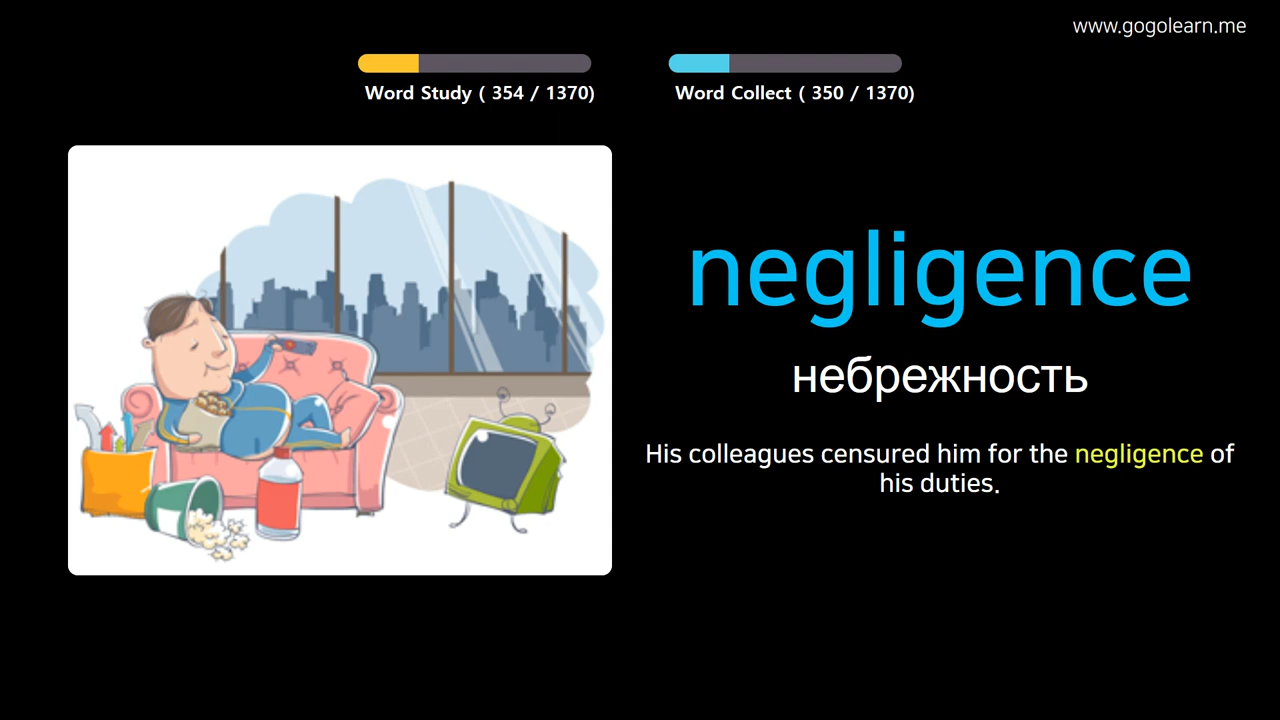 www.gogolearn.me
Word Study ( 354 / 1370)
Word Collect ( 350 / 1370)
negligence
небрежность
His colleagues censured him for the negligence of
his duties.